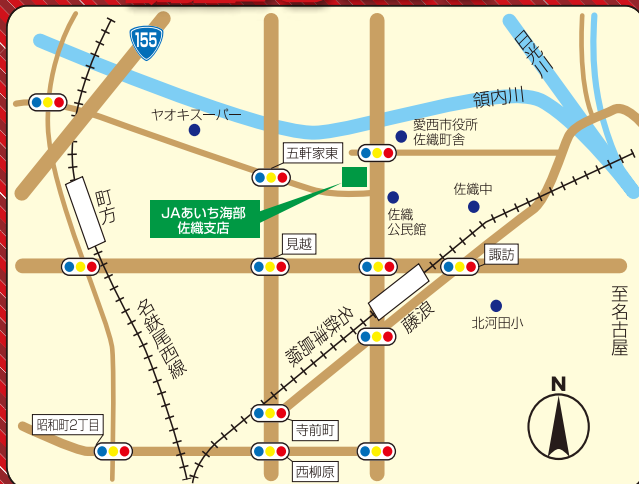 155
日光川
領内川
ヤオキスーパー
愛西市役所
佐織町舎
五軒家東
町方
JAあいち海部
佐織支店
佐織
公民館
佐織中
見越
諏訪
名鉄尾西線
名鉄津島線
藤浪
北河田小
至名古屋
N
昭和町2丁目
寺前町
西柳原